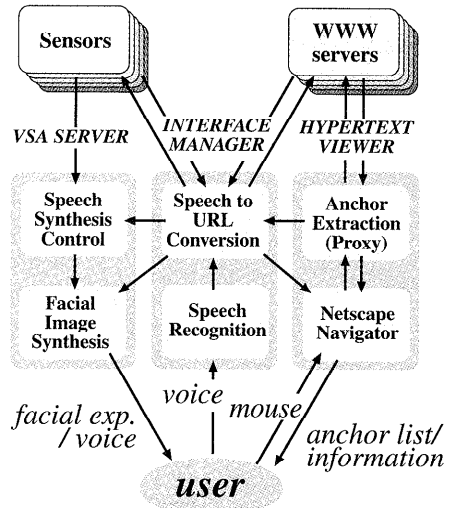 Sensors
WWW
servers
VSA SERVER
INTERFACE
MANAGER
HYPERTEXT
VIEWER
Speech
Synthesis
Control
Speech to
URL
Conversion
Anchor
Extraction
(Proxy)
Facial
Image
Synthesis
Speech
Recognition
Netscape
Navigator
facial exp.
/ voice
voice
mouse
anchor list/
information
user